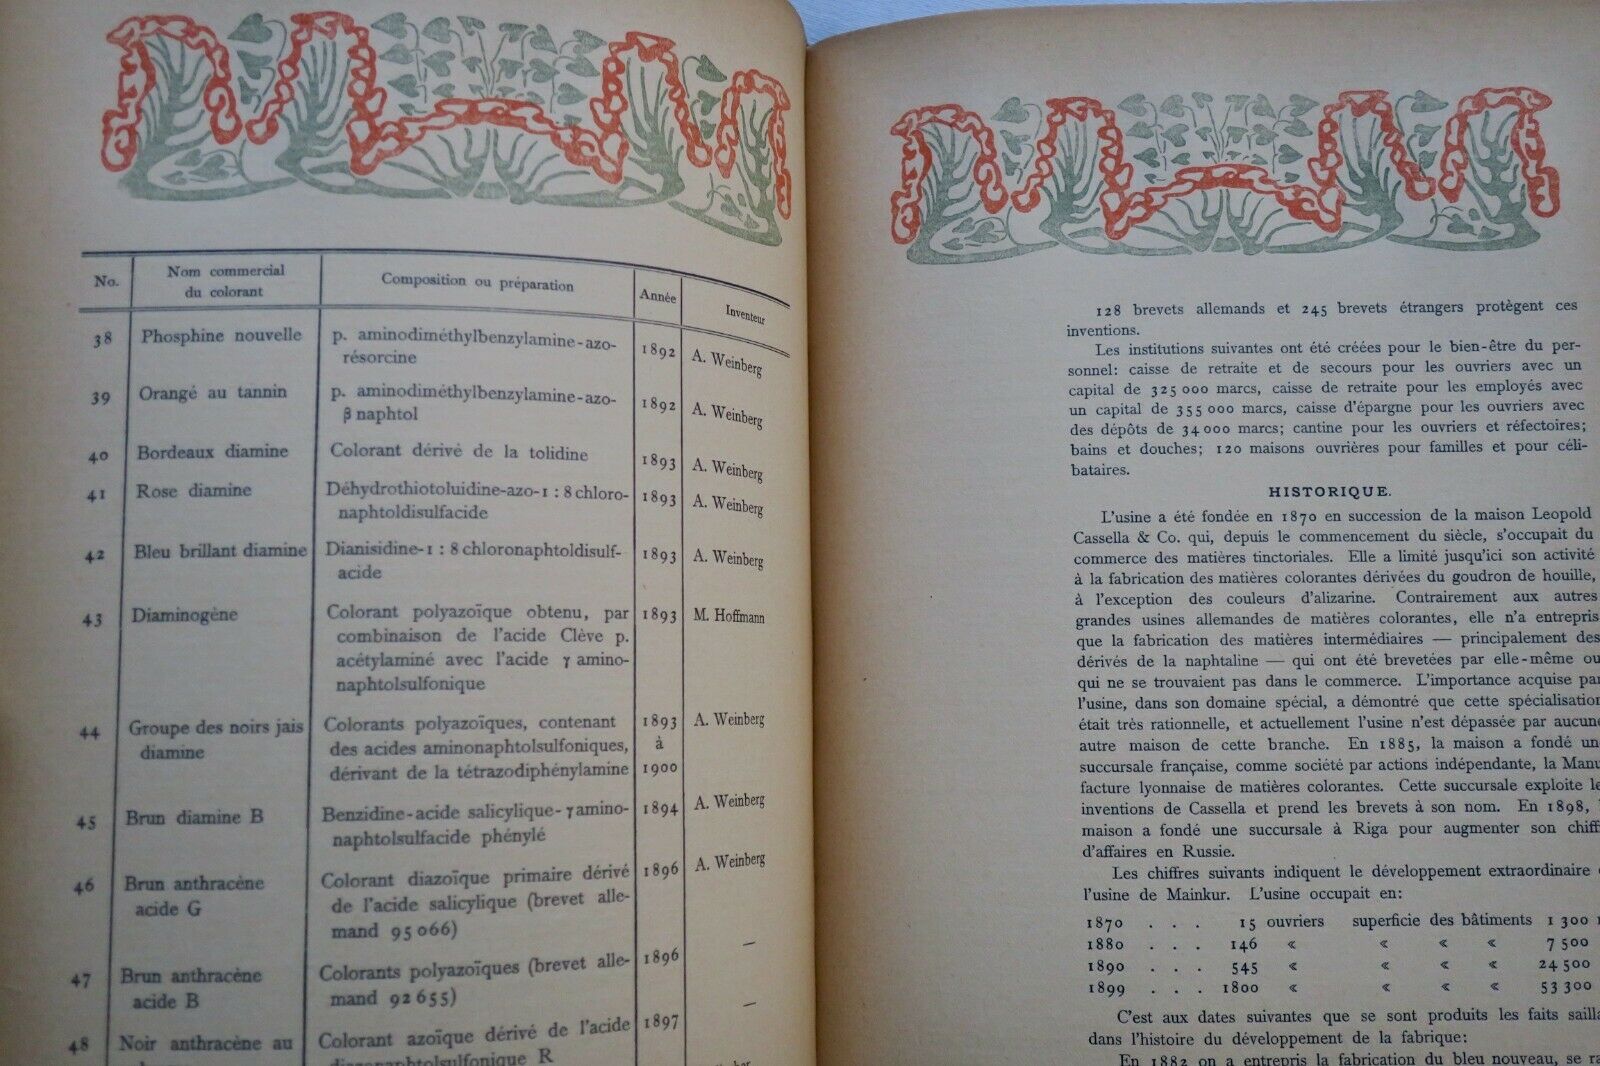 No.
Nom commercial
du colorant
Composition ou préparation
Année
Inventeur
38 Phosphine nouvelle p. aminodiméthylbenzylamine-azo- 1892 A. Weinberg
résorcine
39 Orangé au tannin p. aminodiméthylbenzylamine-azo- 1892 A. Weinberg
β naphtol
40 Bordeaux diamine Colorant dérivé de la tolidine 1893 A. Weinberg
41 Rose diamine Déhydrothiotoluidine-azo-1 : 8 chloro- 1893 A. Weinberg
naphtoldisulfacide
42 Bleu brillant diamine Dianisidine-1 : 8 chloronaphtoldisulf- 1893 A. Weinberg
acide
43 Diaminogène Colorant polyazoïque obtenu, par 1893 M. Hoffmann
combinaison de l'acide Clève p.
acétylaminé avec l'acide γ amino-
naphtolsulfonique
44 Groupe des noirs jais Colorants polyazoïques, contenant 1893 A. Weinberg
diamine des acides aminonaphtolsulfoniques, à
dérivant de la tétrazodiphénylamine 1900
45 Brun diamine B Benzidine-acide salicylique-γ amino- 1894 A. Weinberg
naphtolsulfacide phénylé
46 Brun anthracène Colorant diazoïque primaire dérivé 1896 A. Weinberg
acide G de l'acide salicylique (brevet alle-
mand 95 066)
47 Brun anthracène Colorants polyazoïques (brevet alle- 1896 —
acide B mand 92 655)
48 Noir anthracène au Colorant azoïque dérivé de l'acide 1897 —
diazonaphtolsulfonique R
128 brevets allemands et 245 brevets étrangers protègent ces
inventions.
Les institutions suivantes ont été créées pour le bien-être du per-
sonnel: caisse de retraite et de secours pour les ouvriers avec un
capital de 325 000 marcs, caisse de retraite pour les employés avec
un capital de 355 000 marcs, caisse d'épargne pour les ouvriers avec
des dépôts de 34 000 marcs; cantine pour les ouvriers et réfectoires;
bains et douches; 120 maisons ouvrières pour familles et pour céli-
bataires.
HISTORIQUE.
L'usine a été fondée en 1870 en succession de la maison Leopold
Cassella & Co. qui, depuis le commencement du siècle, s'occupait du
commerce des matières tinctoriales. Elle a limité jusqu'ici son activité
à la fabrication des matières colorantes dérivées du goudron de houille,
à l'exception des couleurs d'alizarine. Contrairement aux autres
grandes usines allemandes de matières colorantes, elle n'a entrepris
que la fabrication des matières intermédiaires — principalement des
dérivés de la naphtaline — qui ont été brevetées par elle-même ou
qui ne se trouvaient pas dans le commerce. L'importance acquise par
l'usine, dans son domaine spécial, a démontré que cette spécialisation
était très rationnelle, et actuellement l'usine n'est dépassée par aucune
autre maison de cette branche. En 1885, la maison a fondé une
succursale française, comme société par actions indépendante, la Manu
facture lyonnaise de matières colorantes. Cette succursale exploite le
inventions de Cassella et prend les brevets à son nom. En 1898,
maison a fondé une succursale à Riga pour augmenter son chiff
d'affaires en Russie.
Les chiffres suivants indiquent le développement extraordinaire
l'usine de Mainkur. L'usine occupait en:
1870 . . . 15 ouvriers superficie des bâtiments 1 300
1880 . . . 146 « « « « 7 500
1890 . . . 545 « « « « 24 500
1899 . . . 1800 « « « « 53 300
C'est aux dates suivantes que se sont produits les faits sailla
dans l'histoire du développement de la fabrique:
En 1882 on a entrepris la fabrication du bleu nouveau, se ra